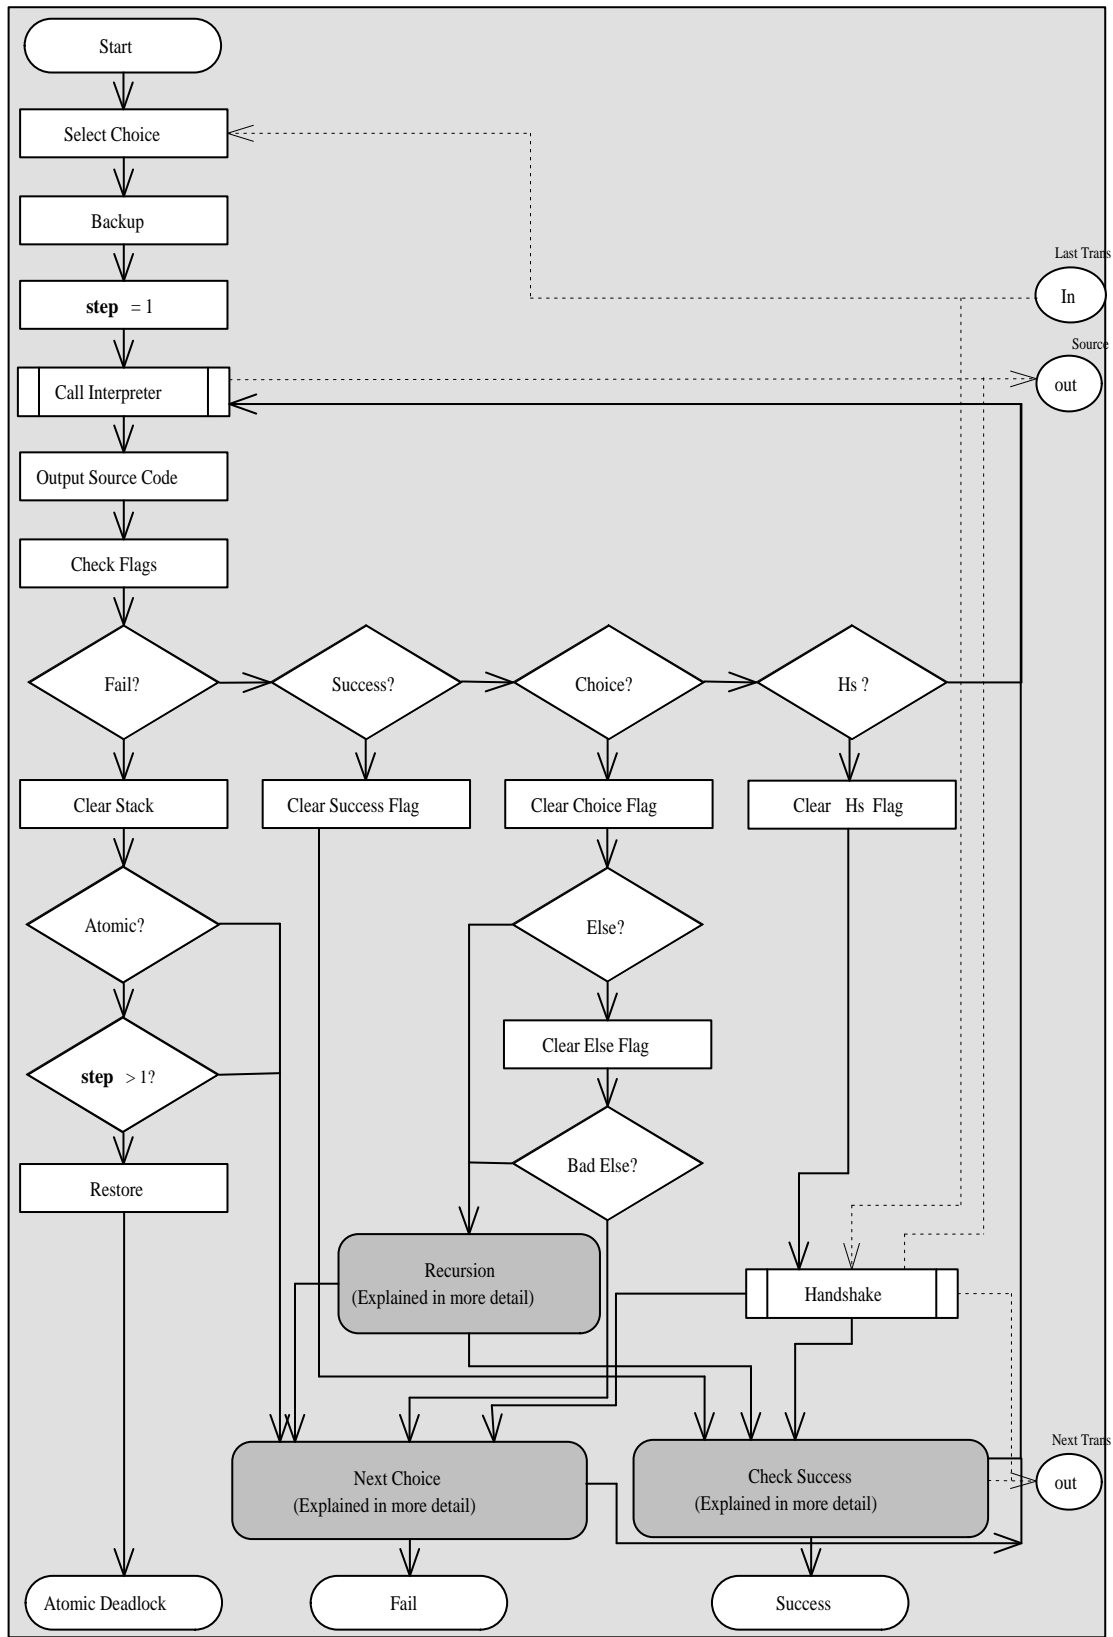 Start
Select Choice
Backup
step = 1
Last Trans
In
Source
out
Call Interpreter
Output Source Code
Check Flags
Fail?
Success?
Choice?
Hs ?
Clear Stack
Clear Success Flag
Clear Choice Flag
Clear Hs Flag
Atomic?
Else?
Clear Else Flag
step > 1?
Bad Else?
Restore
Recursion
(Explained in more detail)
Handshake
Next Choice
(Explained in more detail)
Check Success
(Explained in more detail)
Next Trans
out
Atomic Deadlock
Fail
Success